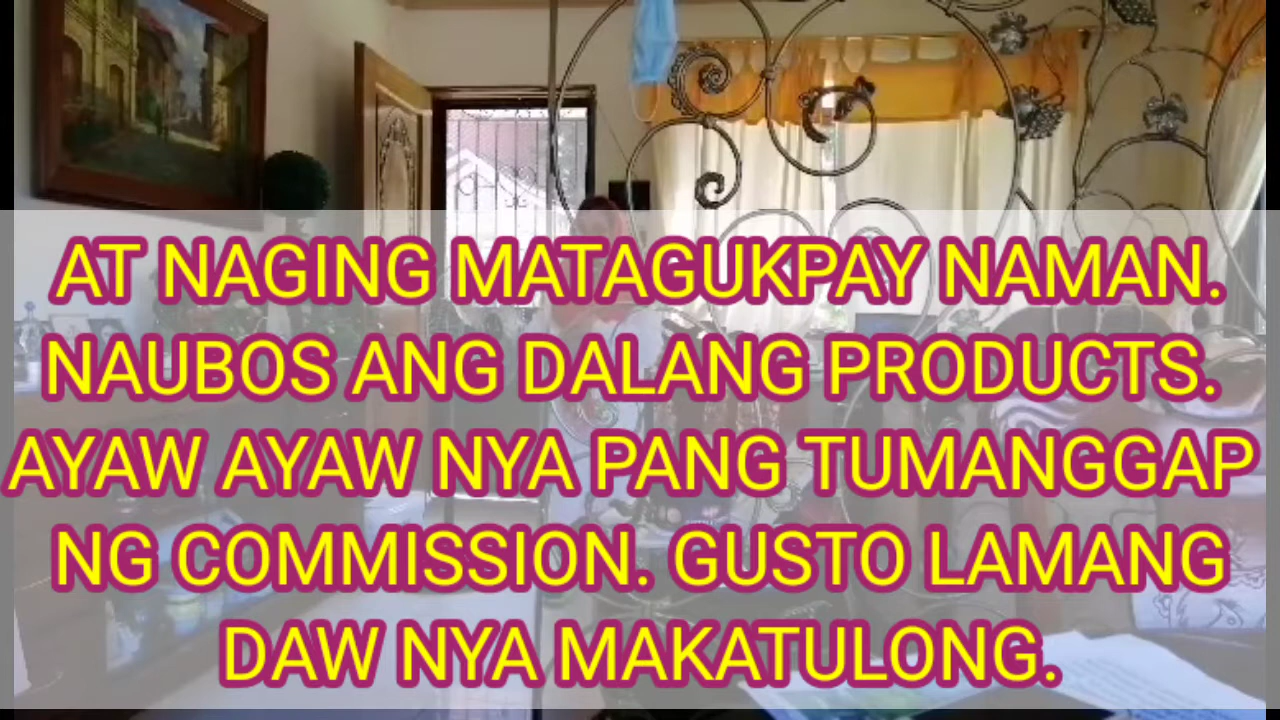 AT NAGING MATAGUKPAY NAMAN.
NAUBOS ANG DALANG PRODUCTS.
AYAW AYAW NYA PANG TUMANGGAP
NG COMMISSION. GUSTO LAMANG
DAW NYA MAKATULONG.